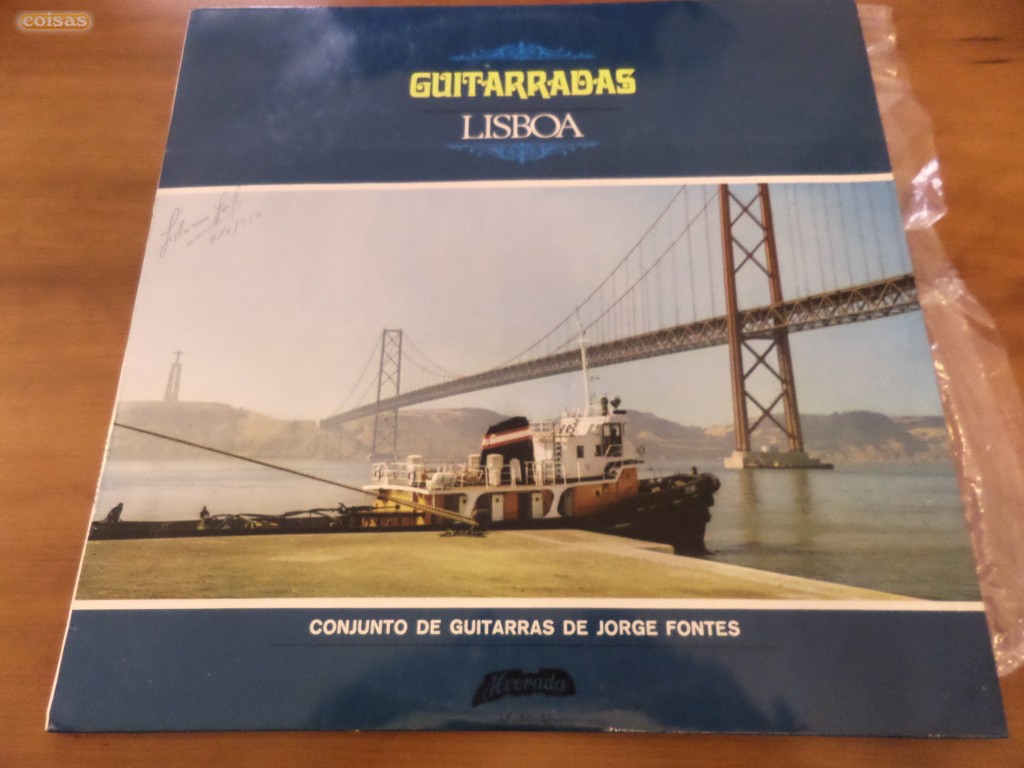 coisas
GUITARRADAS
LISBOA
CONJUNTO DE GUITARRAS DE JORGE FONTES
Alvorada